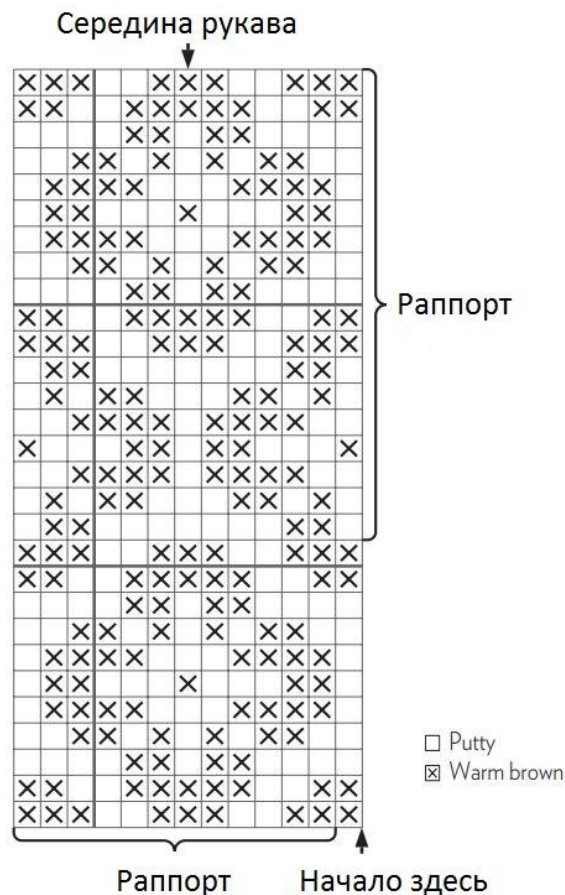 Середина рукава
Раппорт
Putty
Warm brown
Раппорт
Начало здесь